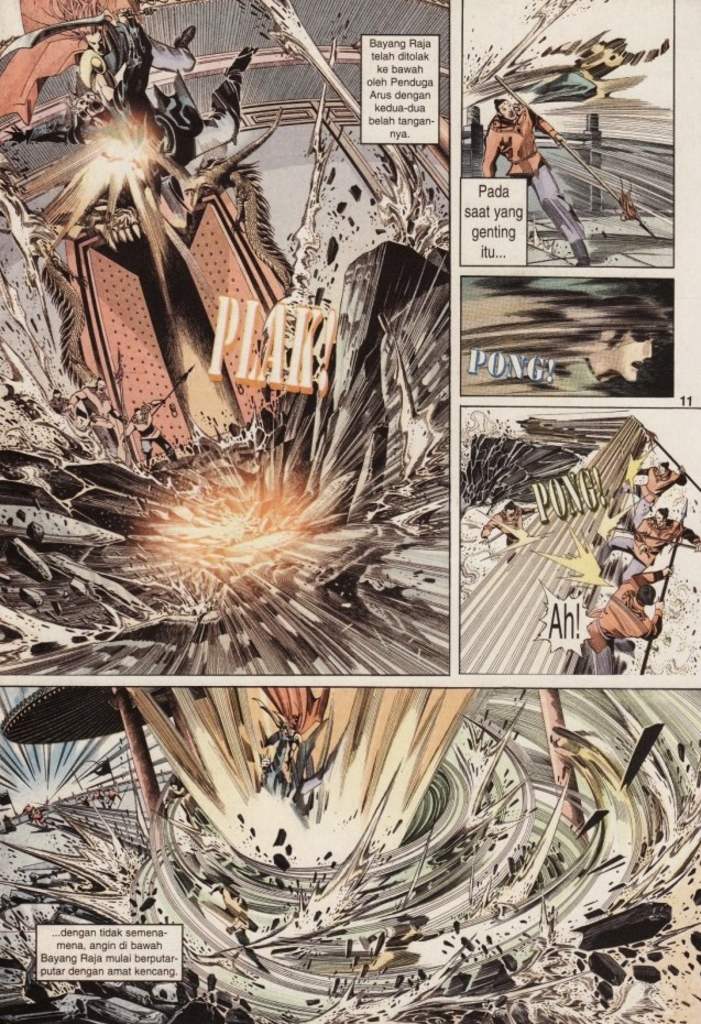 Bayang Raja
telah ditolak
ke bawah
oleh Penduga
Arus dengan
kedua-dua
belah tangan-
nya.
PLAK!
Pada
saat yang
genting
itu...
PONG!
11
PONG!
Ah!
...dengan tidak semena-
mena, angin di bawah
Bayang Raja mulai berputar-
putar dengan amat kencang.